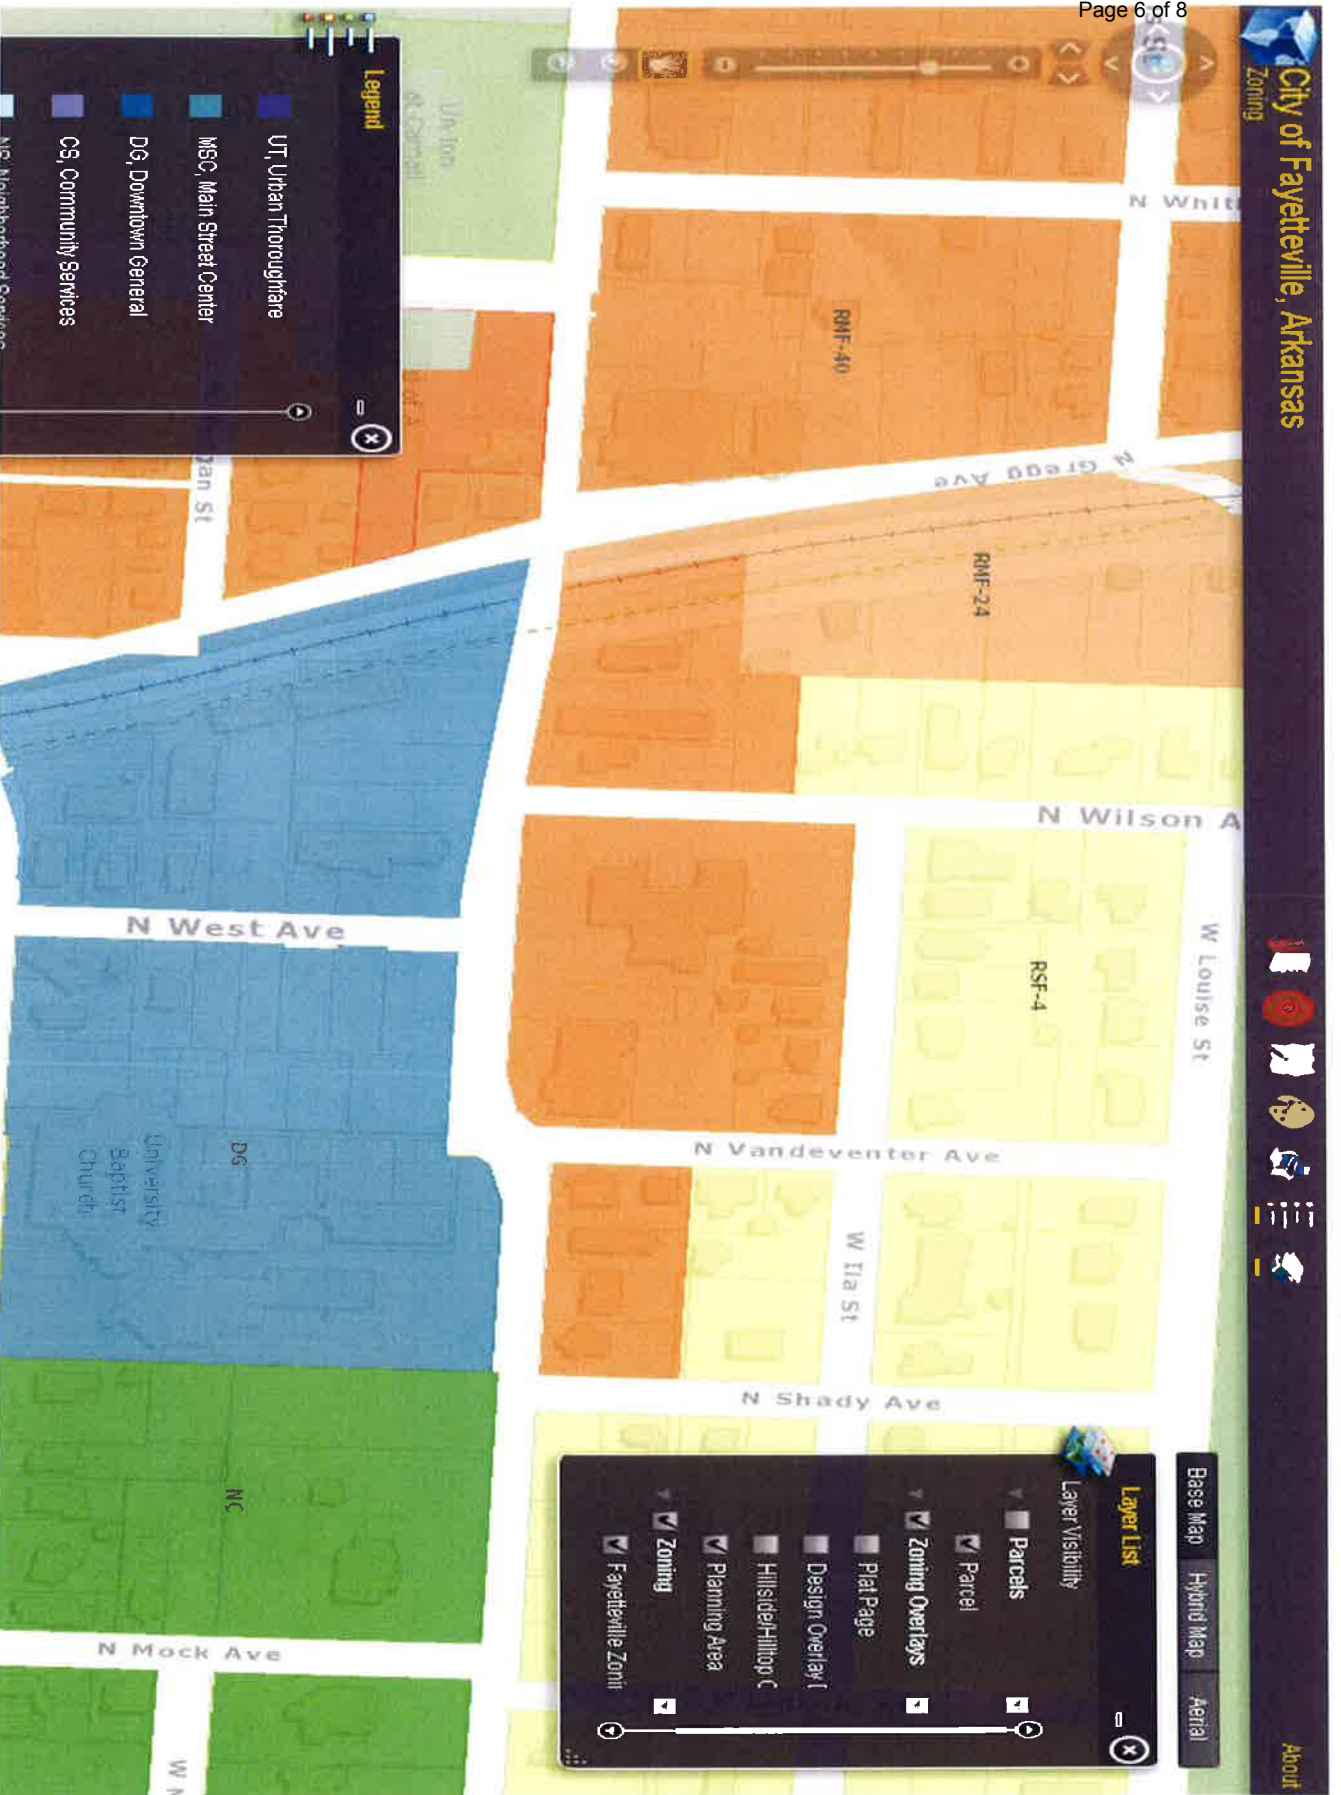 Page 6 of 8
City of Fayetteville, Arkansas
Zoning
About
Base Map
Hybrid Map
Aerial
Layer List
Layer Visibility
Parcels
Parcel
Zoning Overlays
Plat Page
Design Overlay
Planning Area
Zoning
Fayetteville
Legend
UT, Urban Thoroughfare
MSC, Main Street Center
DG, Downtown General
CS, Community Services
N Whit
N Gregg Ave
N Wilson A
W Louise St
N Vandeventer Ave
W Ila St
N Shady Ave
N West Ave
N Mock Ave
RMF-40
RMF-24
RSF-4
DG
NC
University
Baptist
Church
gan St
W